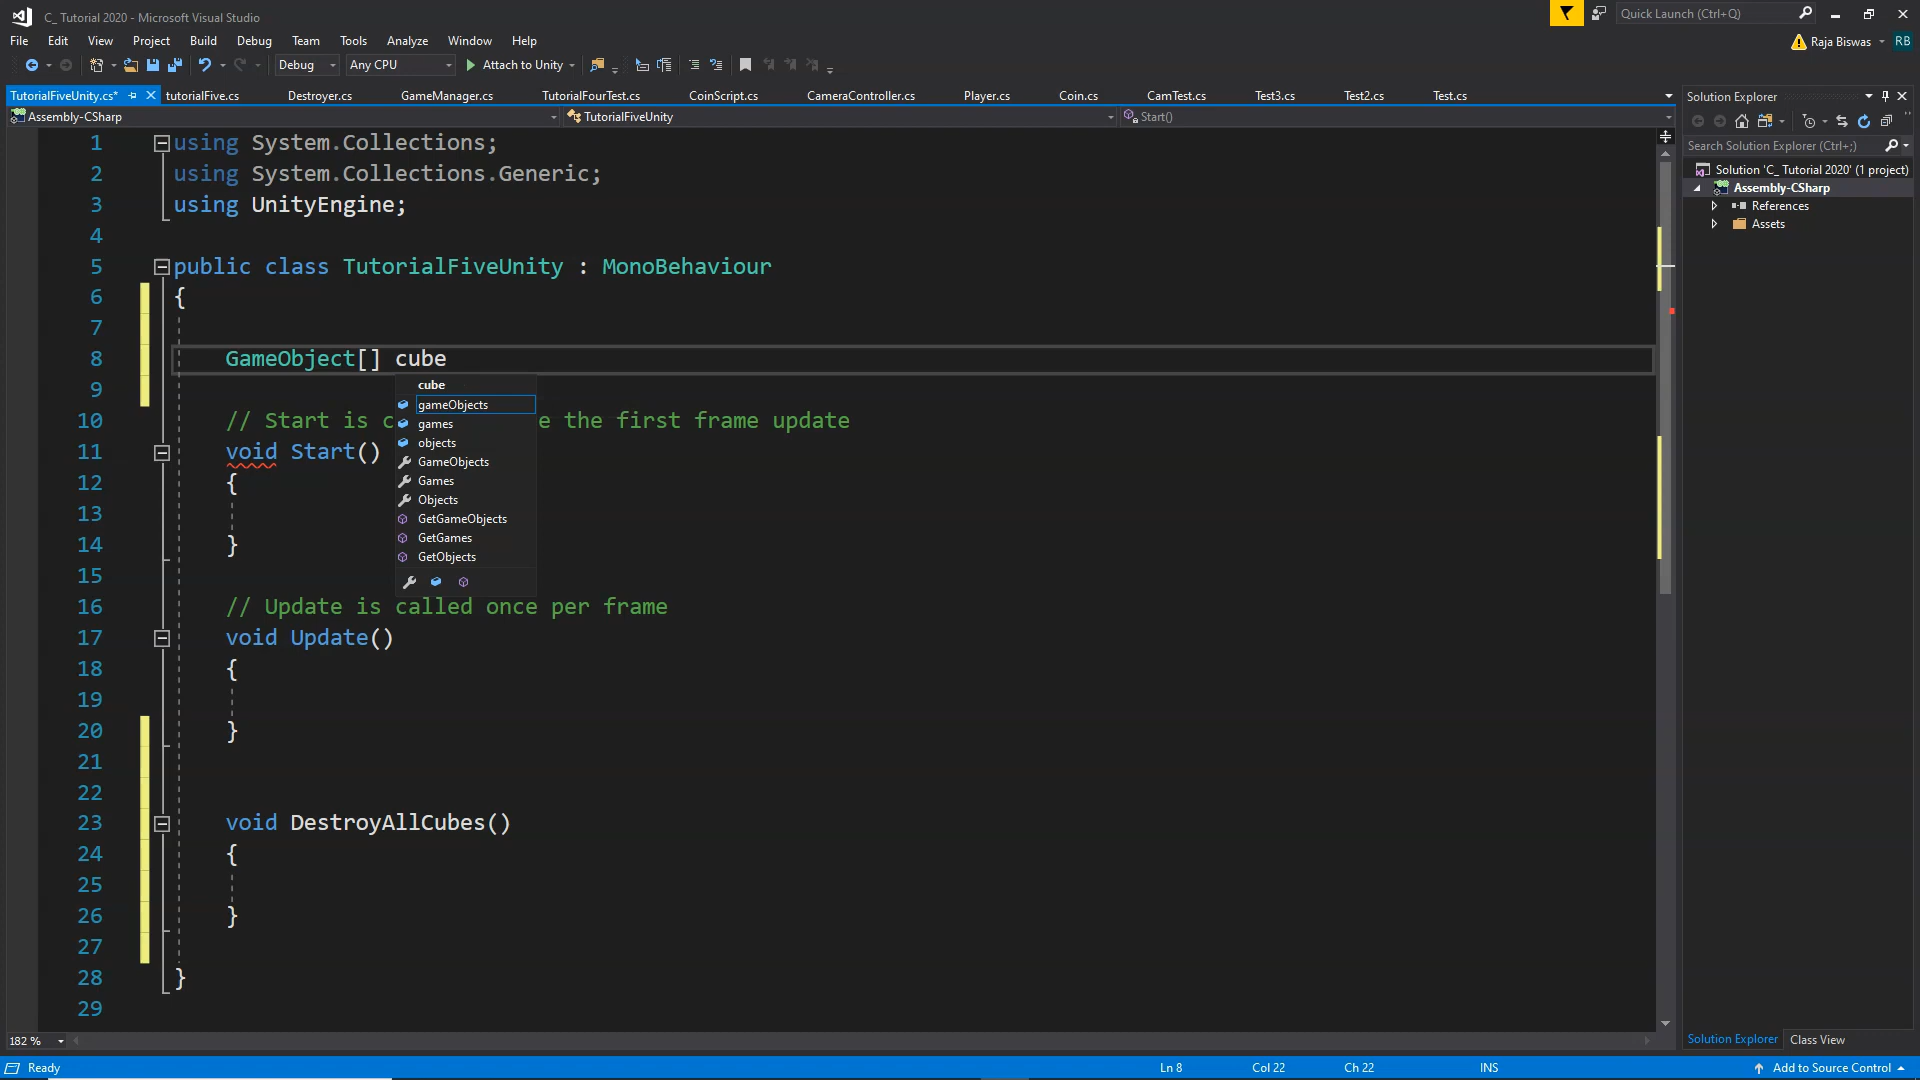 C_ Tutorial 2020 - Microsoft Visual Studio
Quick Launch (Ctrl+Q)
File Edit View Project Build Debug Team Tools Analyze Window Help
Raja Biswas RB
Debug Any CPU Attach to Unity
TutorialFiveUnity.cs* tutorialFive.cs Destroyer.cs GameManager.cs TutorialFourTest.cs CoinScript.cs CameraController.cs Player.cs Coin.cs CamTest.cs Test3.cs Test2.cs Test.cs
Assembly-CSharp TutorialFiveUnity Start()
1 using System.Collections;
2 using System.Collections.Generic;
3 using UnityEngine;
4
5 public class TutorialFiveUnity : MonoBehaviour
6 {
7
8 GameObject[] cube
9
10 // Start is c e the first frame update
11 void Start()
12 {
13
14 }
15
16 // Update is called once per frame
17 void Update()
18 {
19
20 }
21
22
23 void DestroyAllCubes()
24 {
25
26 }
27
28 }
29
cube
gameObjects
games
objects
GameObjects
Games
Objects
GetGameObjects
GetGames
GetObjects
Solution Explorer
Search Solution Explorer (Ctrl+;)
Solution 'C_ Tutorial 2020' (1 project)
Assembly-CSharp
References
Assets
Solution Explorer Class View
182 %
Ready Ln 8 Col 22 Ch 22 INS Add to Source Control